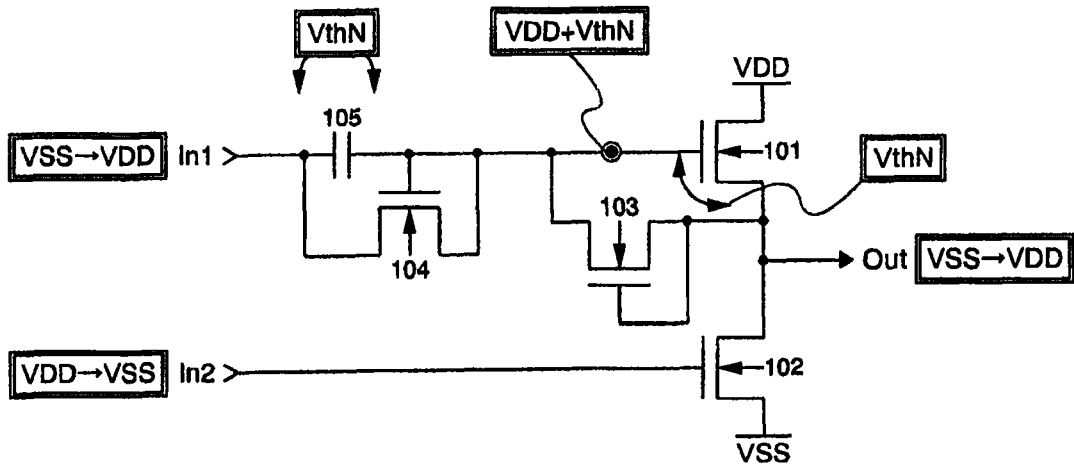 VthN
VDD+VthN
VDD
105
VSS→VDD In1
101
VthN
103
104
Out VSS→VDD
VDD→VSS In2
102
VSS